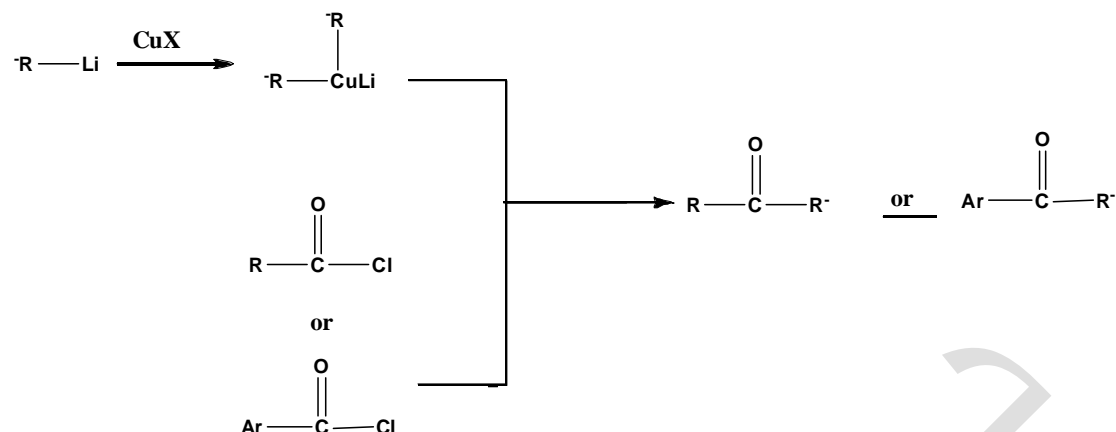 ⁻R—Li CuX ⁻R
⁻R—CuLi
O
R—C—Cl
or
O
Ar—C—Cl
O
R—C—R⁻
or
O
Ar—C—R⁻